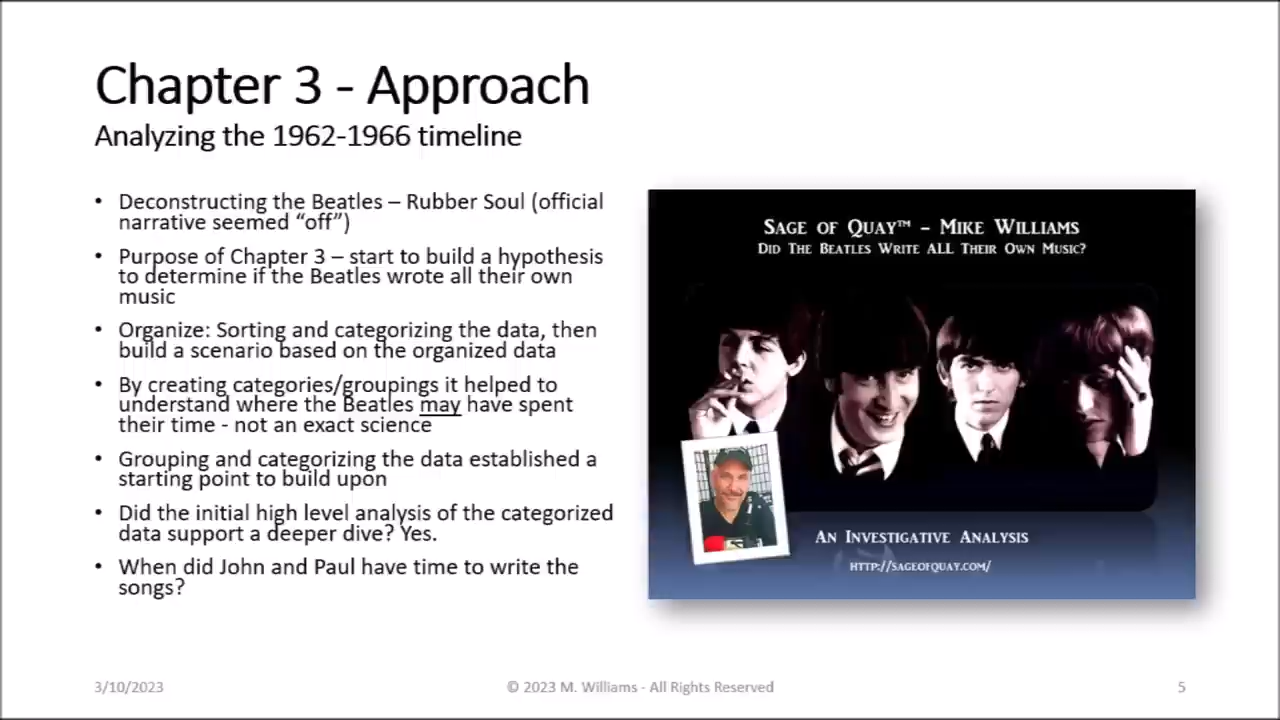 Chapter 3 - Approach
Analyzing the 1962-1966 timeline
• Deconstructing the Beatles – Rubber Soul (official
narrative seemed “off”)
• Purpose of Chapter 3 – start to build a hypothesis
to determine if the Beatles wrote all their own
music
• Organize: Sorting and categorizing the data, then
build a scenario based on the organized data
• By creating categories/groupings it helped to
understand where the Beatles may have spent
their time - not an exact science
• Grouping and categorizing the data established a
starting point to build upon
• Did the initial high level analysis of the categorized
data support a deeper dive? Yes.
• When did John and Paul have time to write the
songs?
Sage of Quay™ – Mike Williams
Did The Beatles Write ALL Their Own Music?
An Investigative Analysis
http://sageofquay.com/
3/10/2023
© 2023 M. Williams - All Rights Reserved
5